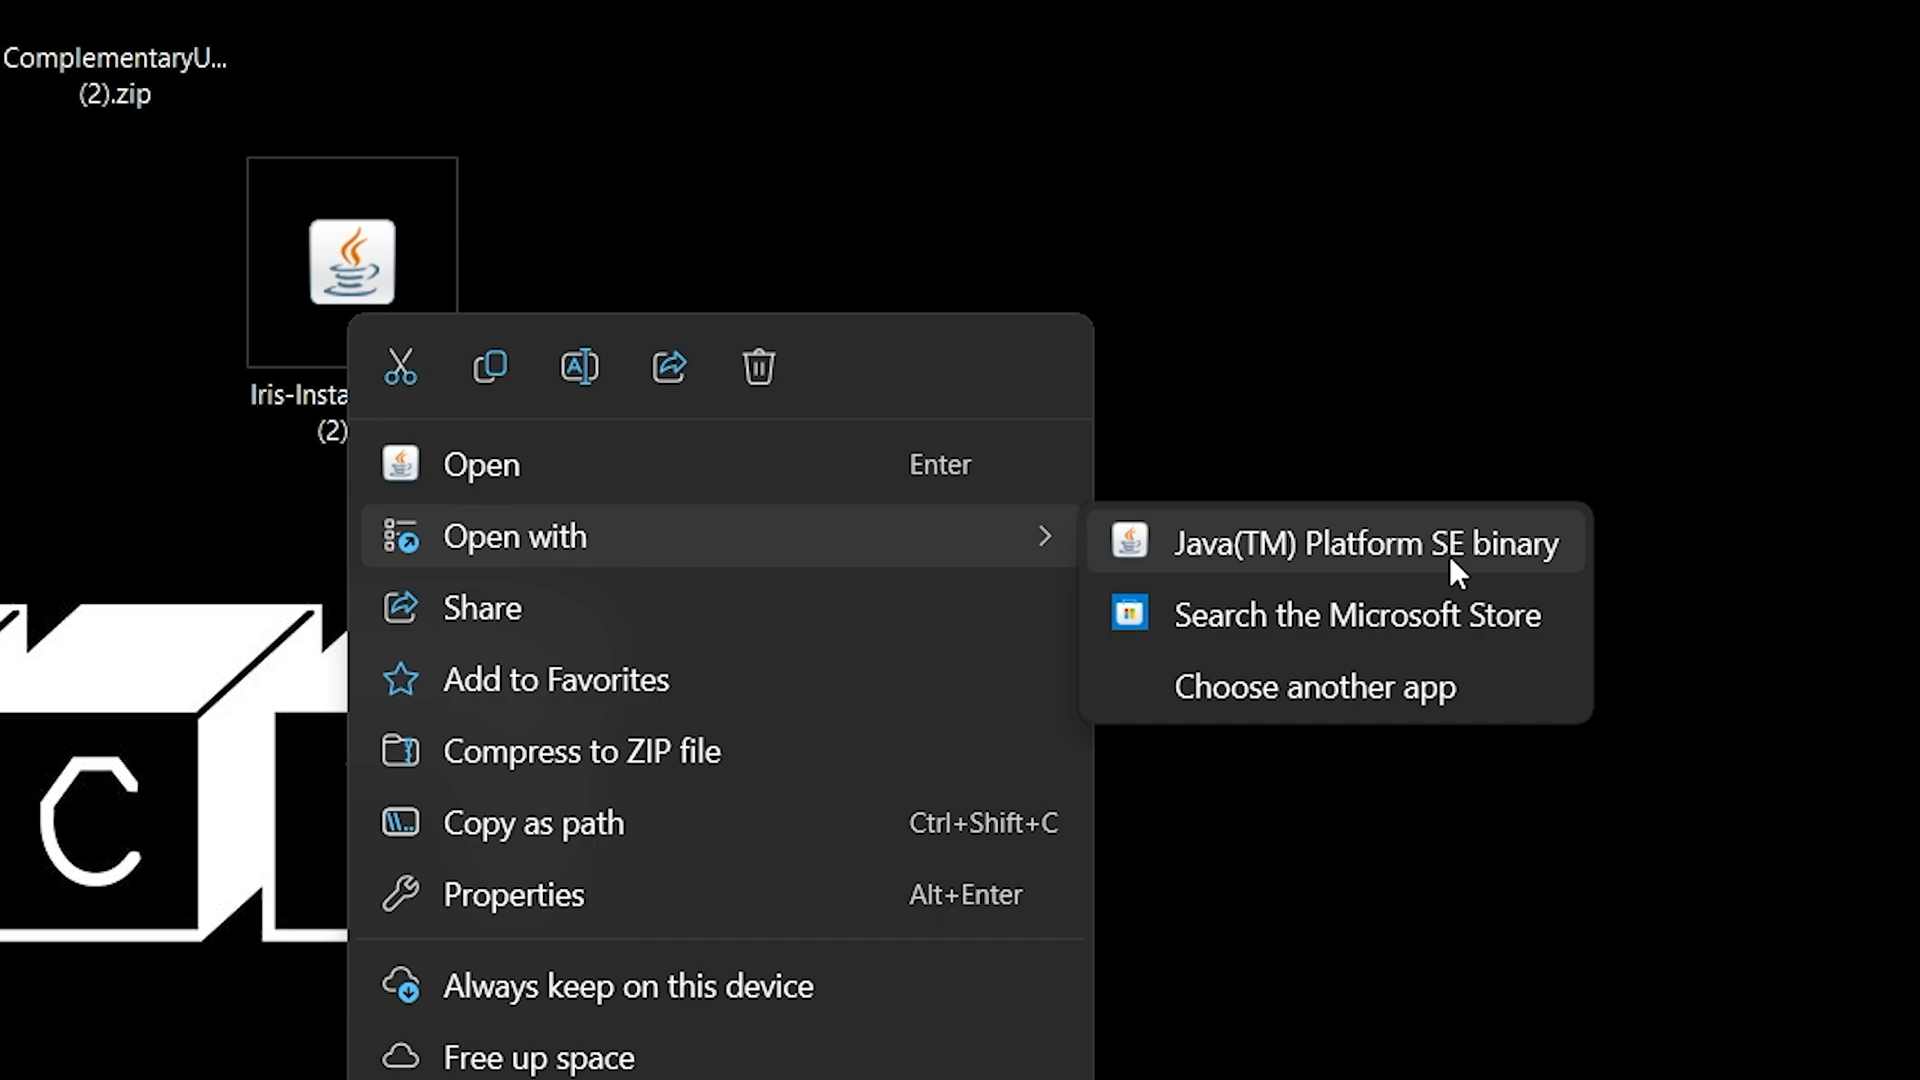 ComplementaryU...
(2).zip
Iris-Insta
(2)
Open Enter
Open with
Share
Add to Favorites
Compress to ZIP file
Copy as path Ctrl+Shift+C
Properties Alt+Enter
Always keep on this device
Free up space
Java(TM) Platform SE binary
Search the Microsoft Store
Choose another app
C